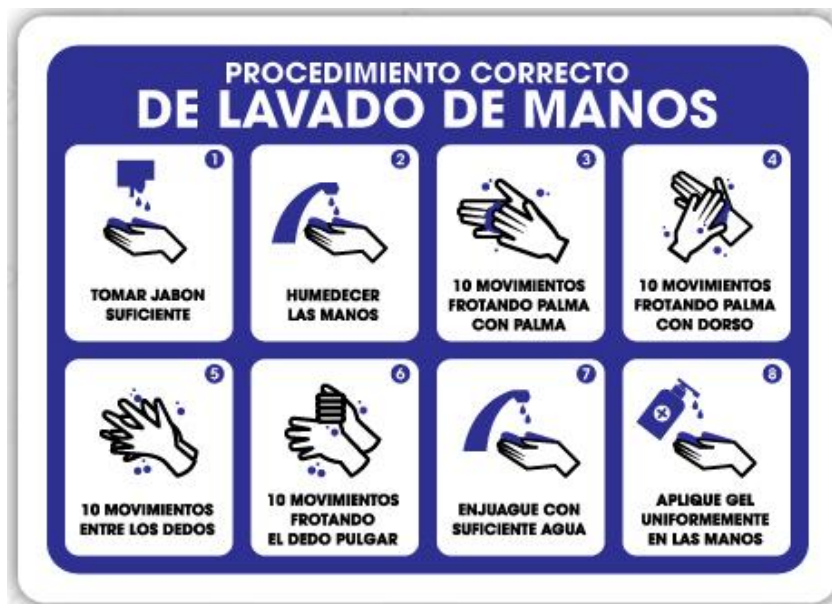 PROCEDIMIENTO CORRECTO
DE LAVADO DE MANOS
1
TOMAR JABON
SUFICIENTE
2
HUMEDECER
LAS MANOS
3
10 MOVIMIENTOS
FROTANDO PALMA
CON PALMA
4
10 MOVIMIENTOS
FROTANDO PALMA
CON DORSO
5
10 MOVIMIENTOS
ENTRE LOS DEDOS
6
10 MOVIMIENTOS
FROTANDO
EL DEDO PULGAR
7
ENJUAGUE CON
SUFICIENTE AGUA
8
APLIQUE GEL
UNIFORMEMENTE
EN LAS MANOS